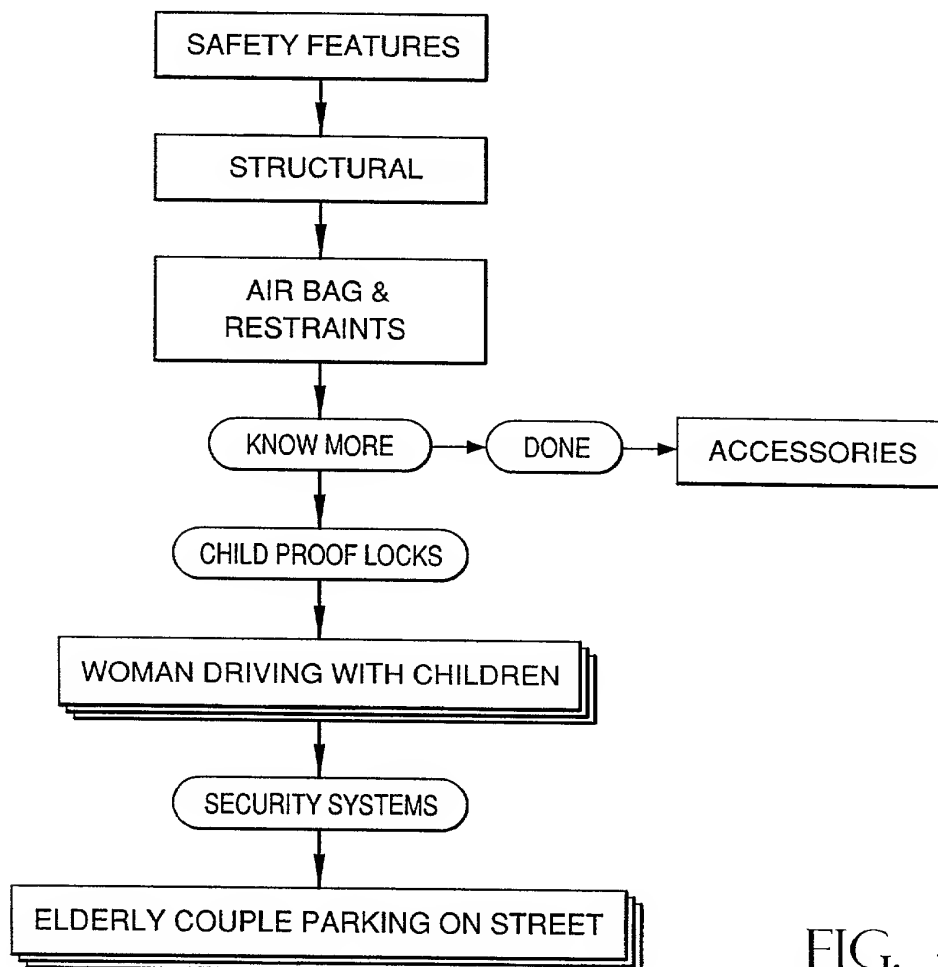 SAFETY FEATURES
STRUCTURAL
AIR BAG &
RESTRAINTS
KNOW MORE
DONE
ACCESSORIES
CHILD PROOF LOCKS
WOMAN DRIVING WITH CHILDREN
SECURITY SYSTEMS
ELDERLY COUPLE PARKING ON STREET
FIG.